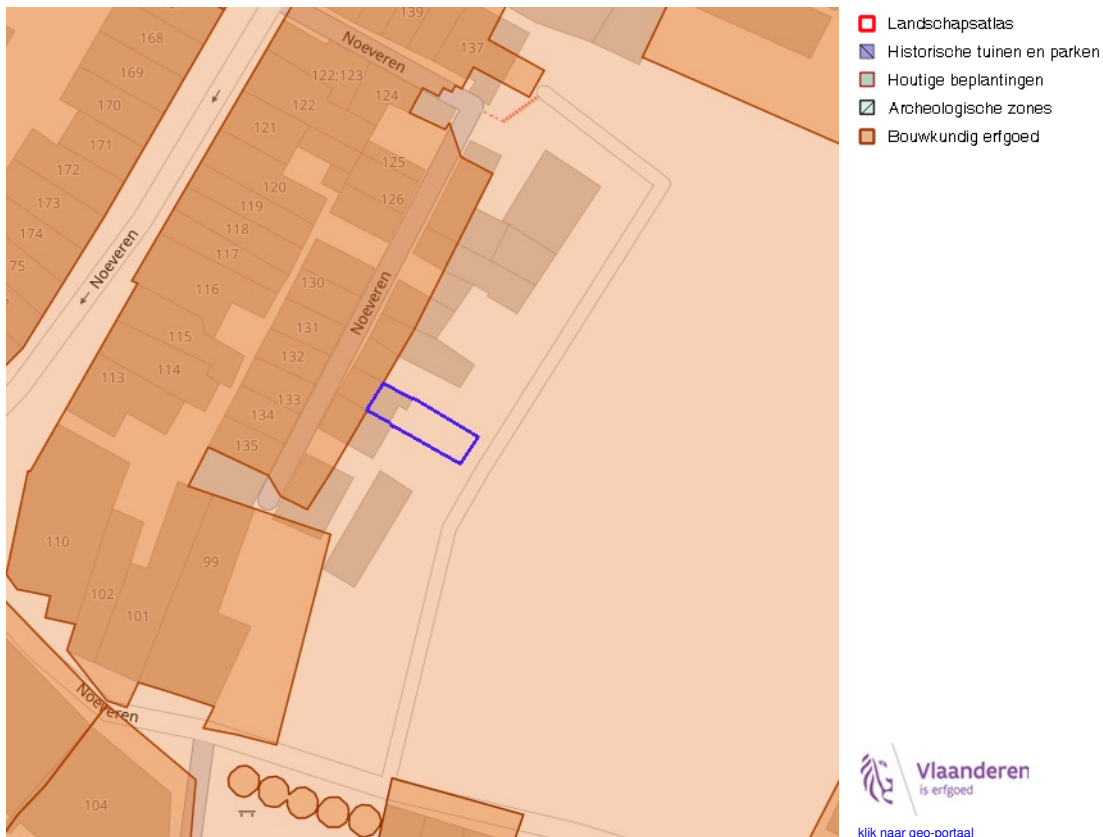 139
137
168
Noeveren
122;123
169
124
170
122
121
171
125
172
120
126
173
119
174
118
Noeveren
117
75
130
116
Noeveren
131
115
132
114
113
133
134
135
110
99
102
101
Noeveren
104
Landschapsatlas
Historische tuinen en parken
Houtige beplantingen
Archeologische zones
Bouwkundig erfgoed
Vlaanderen
is erfgoed
klik naar geo-portaal